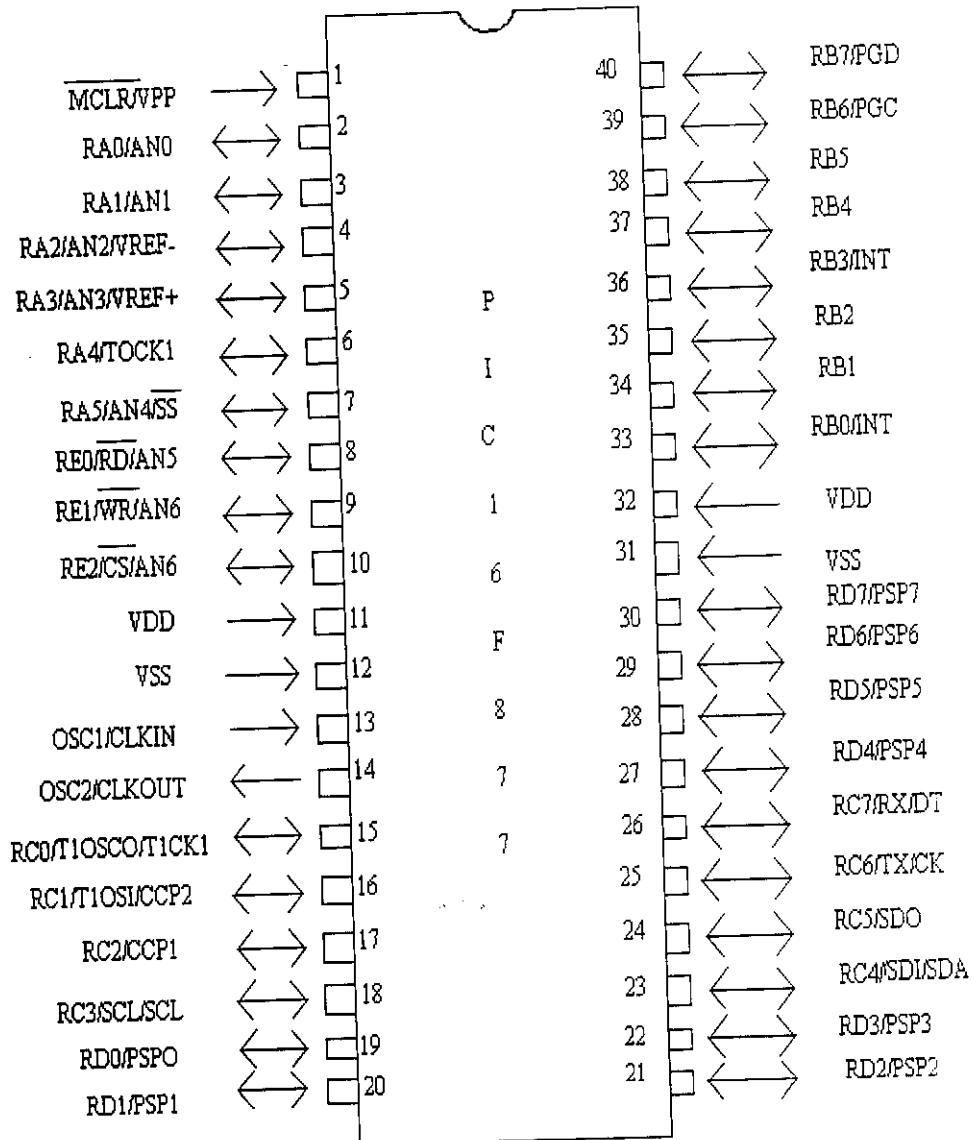 MCLR/VPP 1
RA0/AN0 2
RA1/AN1 3
RA2/AN2/VREF- 4
RA3/AN3/VREF+ 5
RA4/TOCK1 6
RA5/AN4/SS 7
RE0/RD/AN5 8
RE1/WR/AN6 9
RE2/CS/AN6 10
VDD 11
VSS 12
OSC1/CLKIN 13
OSC2/CLKOUT 14
RC0/T1OSCO/T1CK1 15
RC1/T1OSI/CCP2 16
RC2/CCP1 17
RC3/SCL/SCL 18
RD0/PSPO 19
RD1/PSP1 20
P
I
C
1
6
F
8
7
7
40 RB7/PGD
39 RB6/PGC
38 RB5
37 RB4
36 RB3/INT
35 RB2
34 RB1
33 RB0/INT
32 VDD
31 VSS
30 RD7/PSP7
29 RD6/PSP6
28 RD5/PSP5
27 RD4/PSP4
26 RC7/RX/DT
25 RC6/TX/CK
24 RC5/SDO
23 RC4/SDI/SDA
22 RD3/PSP3
21 RD2/PSP2